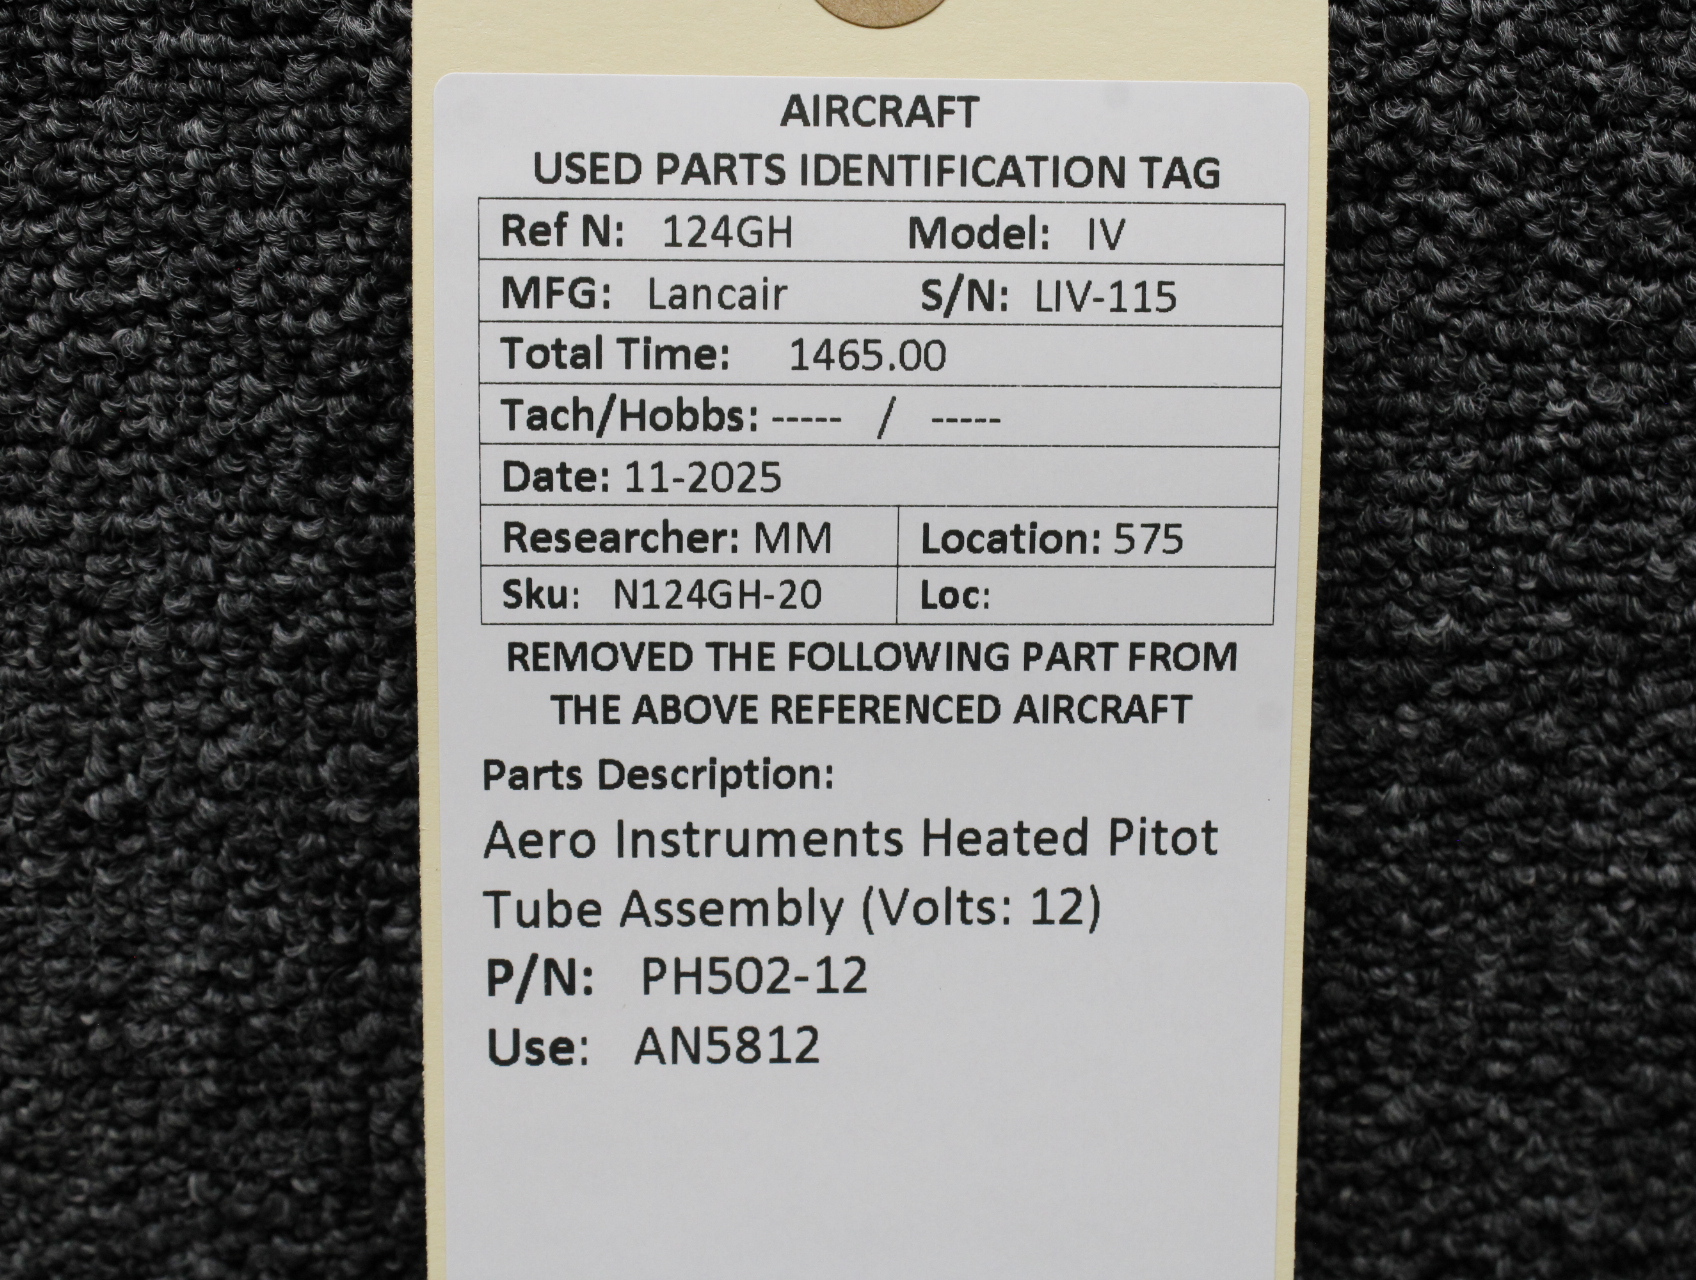 AIRCRAFT
USED PARTS IDENTIFICATION TAG
Ref N: 124GH Model: IV
MFG: Lancair S/N: LIV-115
Total Time: 1465.00
Tach/Hobbs: ----- / -----
Date: 11-2025
Researcher: MM Location: 575
Sku: N124GH-20 Loc:
REMOVED THE FOLLOWING PART FROM
THE ABOVE REFERENCED AIRCRAFT
Parts Description:
Aero Instruments Heated Pitot
Tube Assembly (Volts: 12)
P/N: PH502-12
Use: AN5812